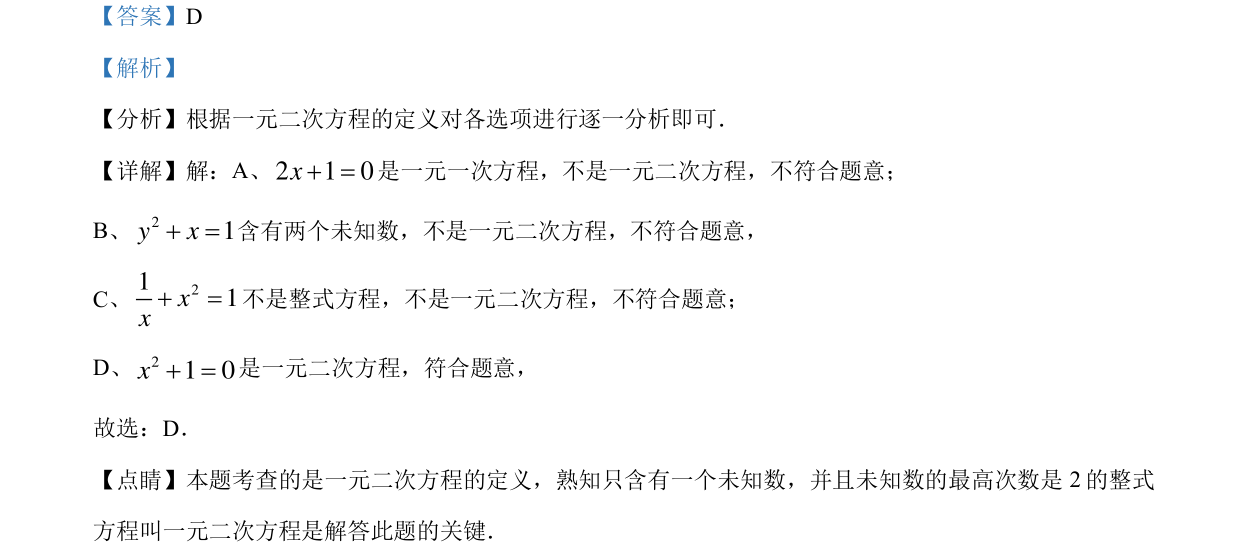 【答案】D
【解析】
【分析】根据一元二次方程的定义对各选项进行逐一分析即可．
【详解】解：A、2x+1=0是一元一次方程，不是一元二次方程，不符合题意；
B、y²+x=1含有两个未知数，不是一元二次方程，不符合题意，
C、1/x+x²=1不是整式方程，不是一元二次方程，不符合题意；
D、x²+1=0是一元二次方程，符合题意，
故选：D．
【点睛】本题考查的是一元二次方程的定义，熟知只含有一个未知数，并且未知数的最高次数是 2 的整式
方程叫一元二次方程是解答此题的关键．